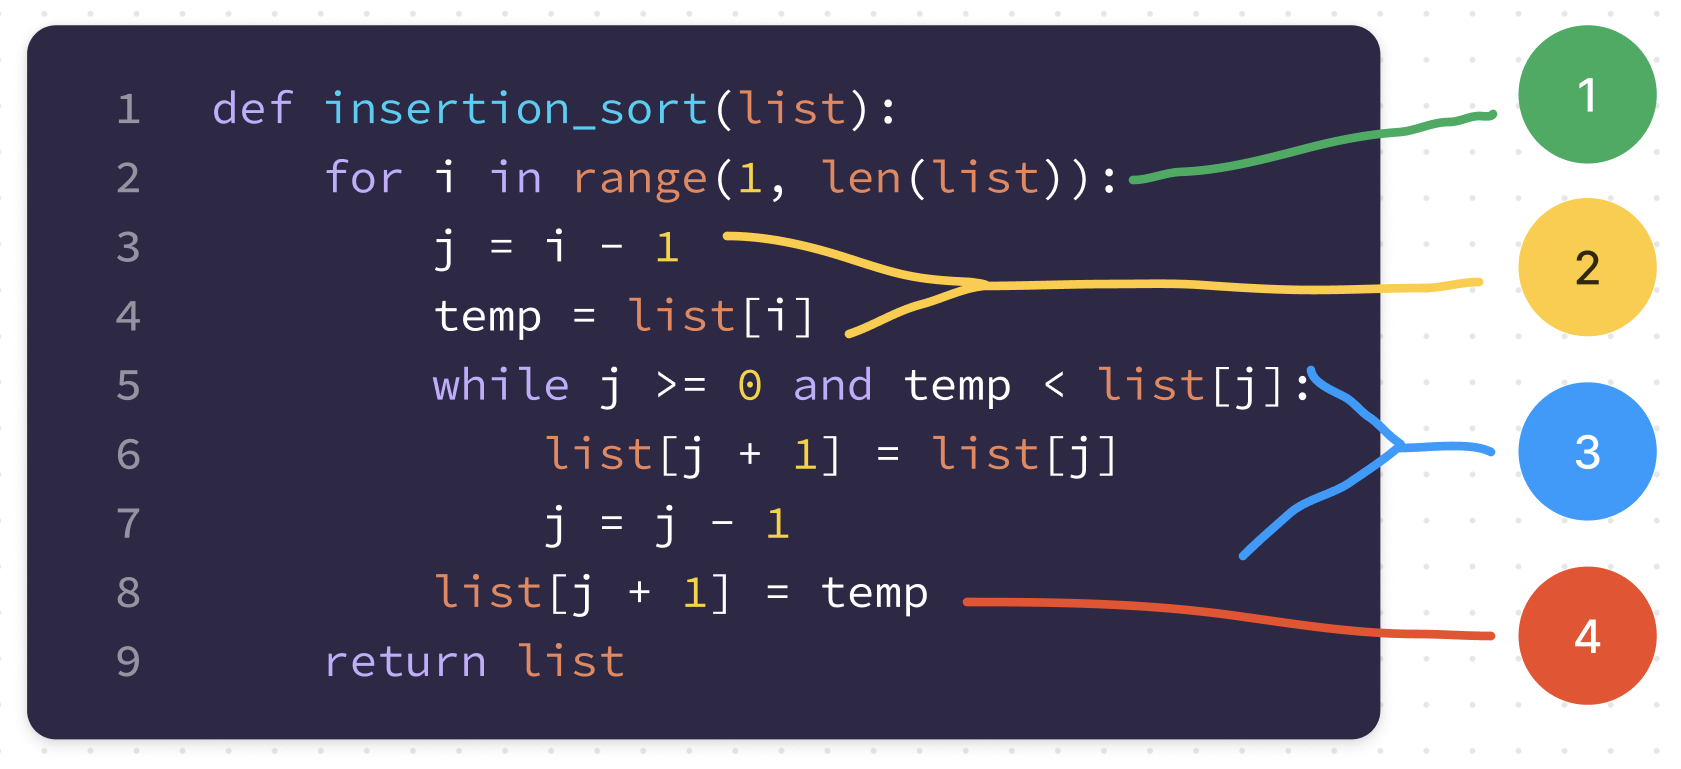 1 def insertion_sort(list):
2     for i in range(1, len(list)):
3         j = i - 1
4         temp = list[i]
5         while j >= 0 and temp < list[j]:
6             list[j + 1] = list[j]
7             j = j - 1
8         list[j + 1] = temp
9     return list
1
2
3
4